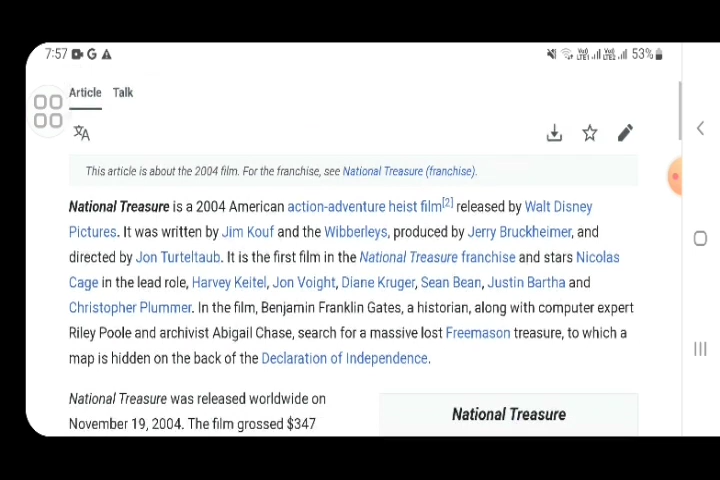 7:57 G 53%
Article Talk
This article is about the 2004 film. For the franchise, see National Treasure (franchise).
National Treasure is a 2004 American action-adventure heist film[2] released by Walt Disney
Pictures. It was written by Jim Kouf and the Wibberleys, produced by Jerry Bruckheimer, and
directed by Jon Turteltaub. It is the first film in the National Treasure franchise and stars Nicolas
Cage in the lead role, Harvey Keitel, Jon Voight, Diane Kruger, Sean Bean, Justin Bartha and
Christopher Plummer. In the film, Benjamin Franklin Gates, a historian, along with computer expert
Riley Poole and archivist Abigail Chase, search for a massive lost Freemason treasure, to which a
map is hidden on the back of the Declaration of Independence.
National Treasure was released worldwide on
November 19, 2004. The film grossed $347
National Treasure